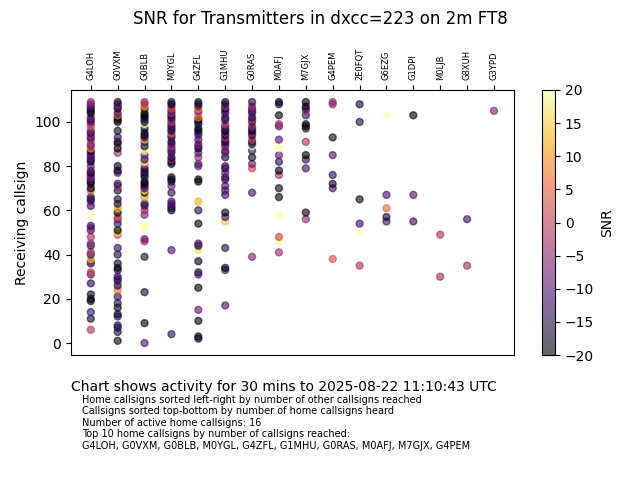 SNR for Transmitters in dxcc=223 on 2m FT8
G4LOH G0VXM G0BLB M0YGL G4ZFL G1MHU G0RAS M0AFJ M7GJX G4PEM 2E0FQT G6EZG G1DPI M0LJB G8XUH G3YPD
100
80
60
40
20
0
Receiving callsign
20
15
10
5
0
−5
−10
−15
−20
SNR
Chart shows activity for 30 mins to 2025-08-22 11:10:43 UTC
Home callsigns sorted left-right by number of other callsigns reached
Callsigns sorted top-bottom by number of home callsigns heard
Number of active home callsigns: 16
Top 10 home callsigns by number of callsigns reached:
G4LOH, G0VXM, G0BLB, M0YGL, G4ZFL, G1MHU, G0RAS, M0AFJ, M7GJX, G4PEM